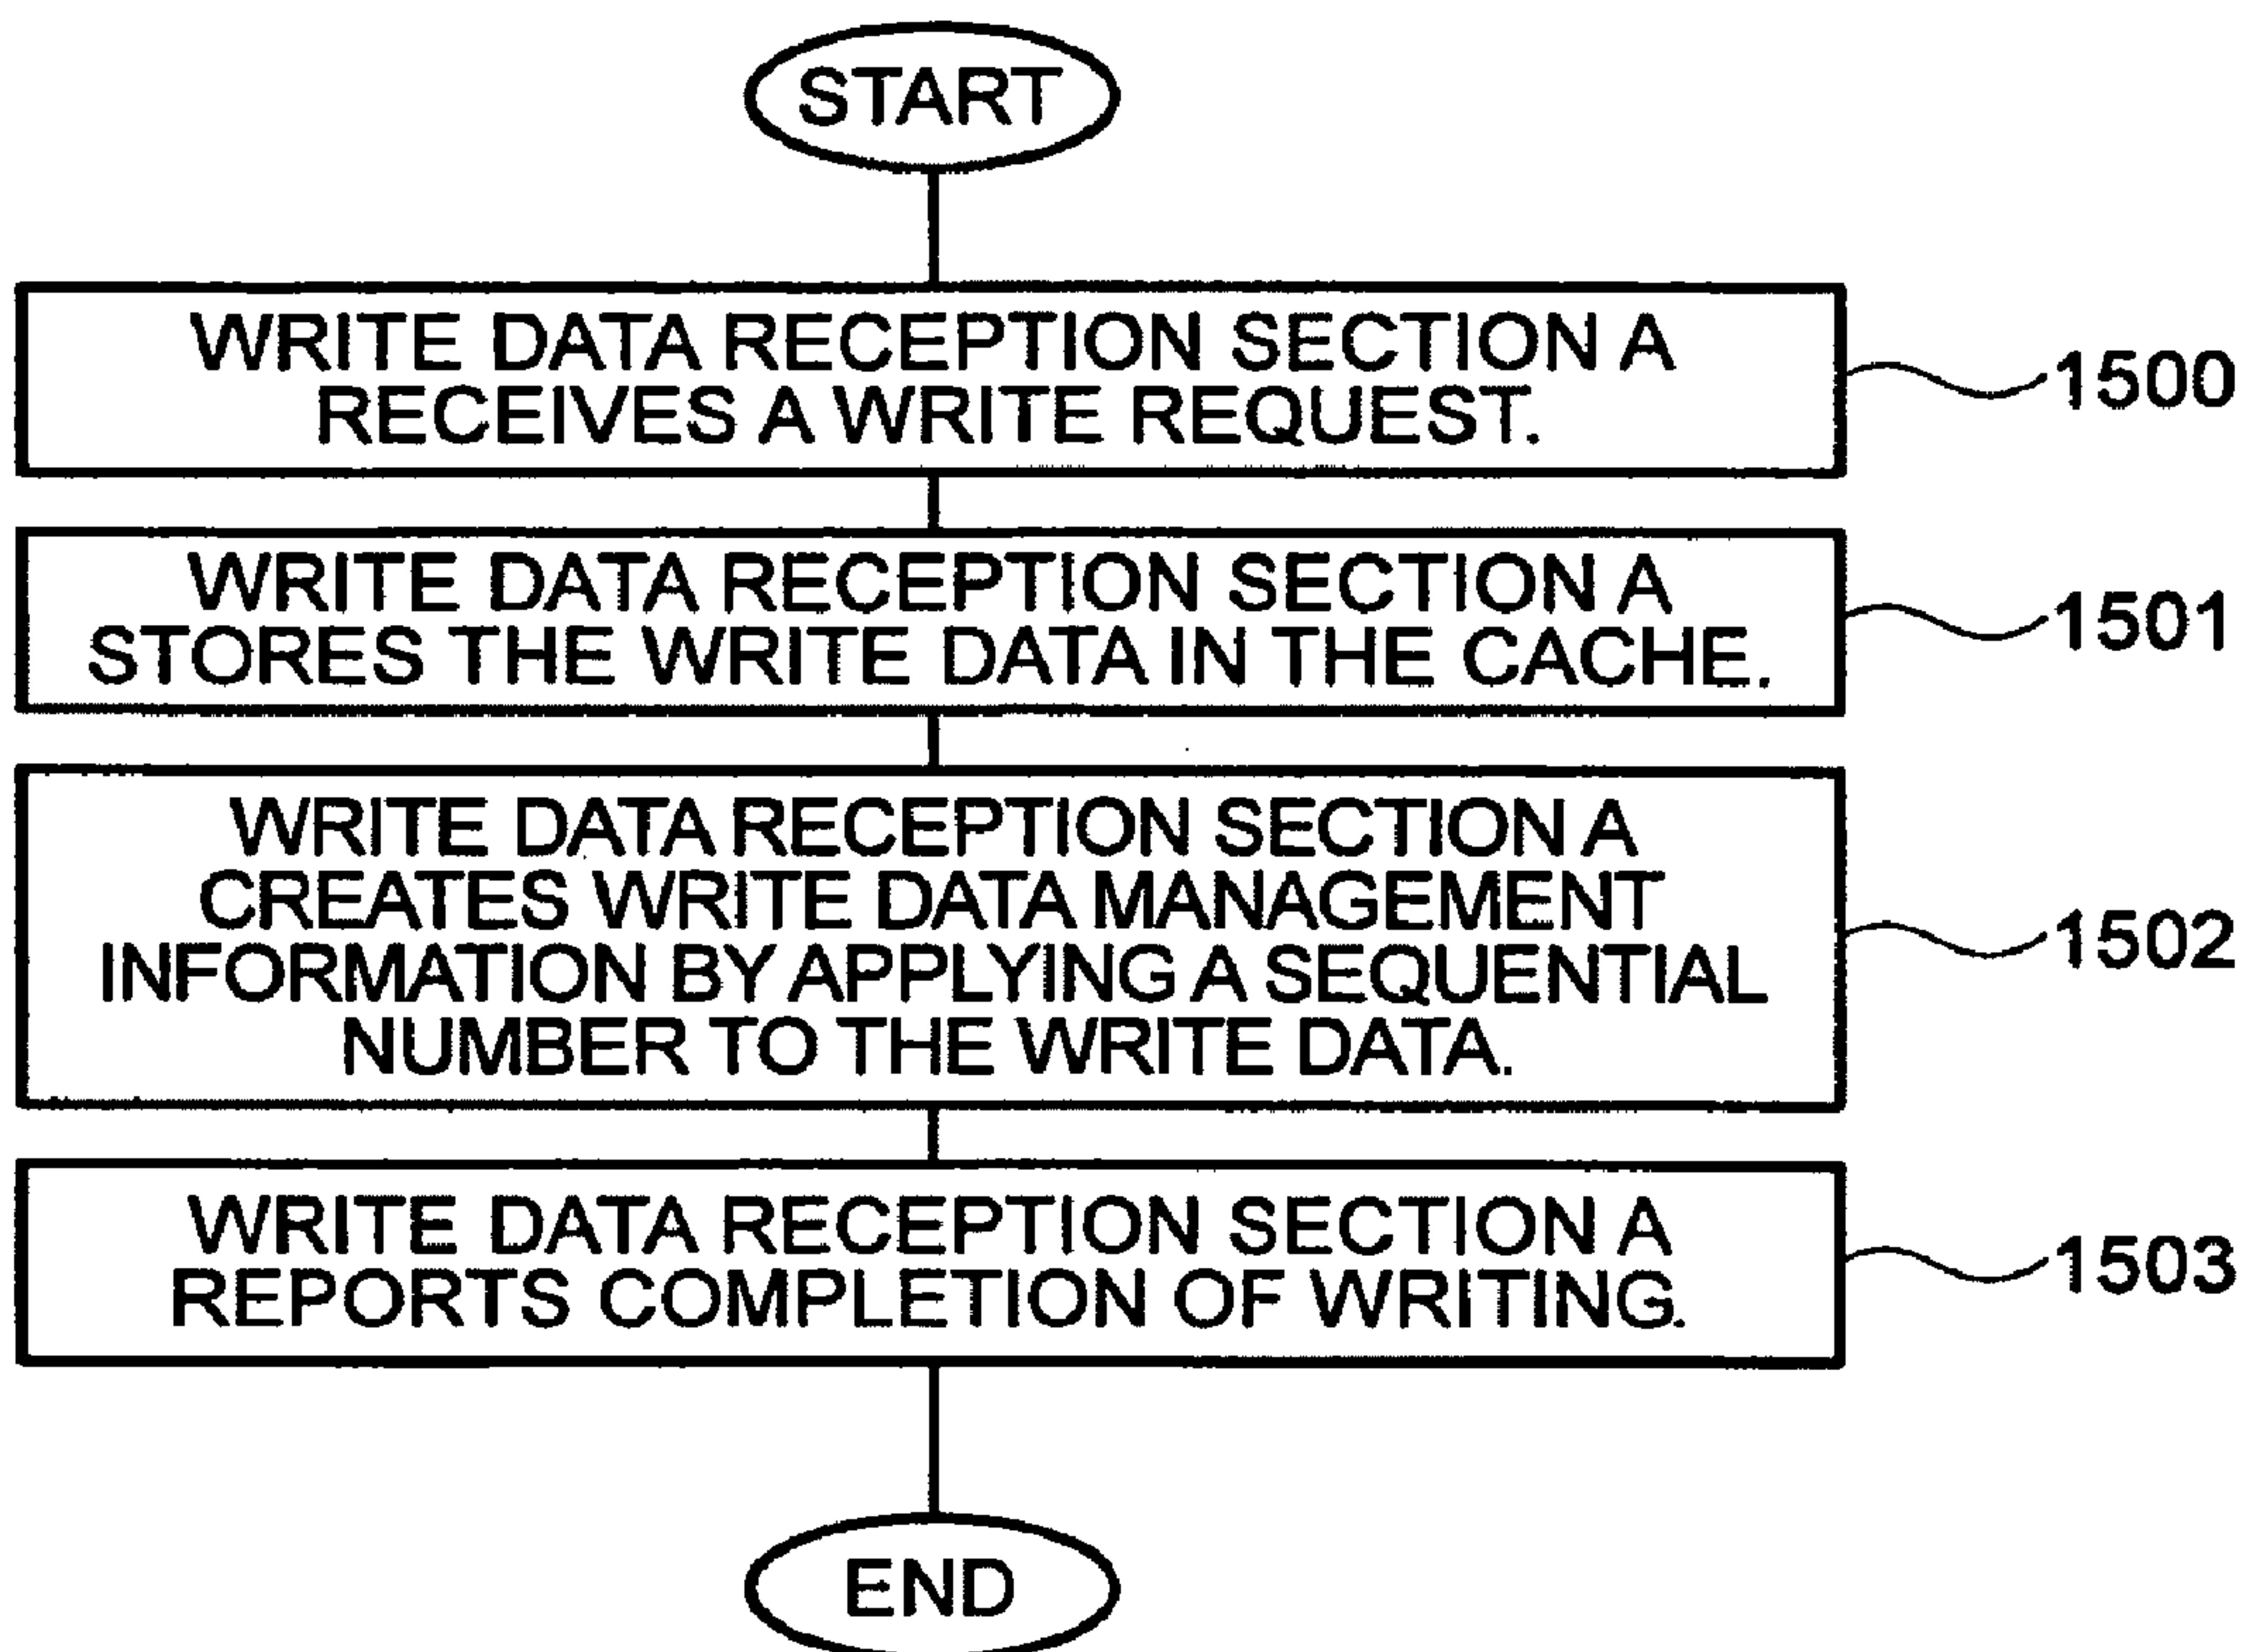 START
WRITE DATA RECEPTION SECTION A
RECEIVES A WRITE REQUEST.
1500
WRITE DATA RECEPTION SECTION A
STORES THE WRITE DATA IN THE CACHE.
1501
WRITE DATA RECEPTION SECTION A
CREATES WRITE DATA MANAGEMENT
INFORMATION BY APPLYING A SEQUENTIAL
NUMBER TO THE WRITE DATA.
1502
WRITE DATA RECEPTION SECTION A
REPORTS COMPLETION OF WRITING.
1503
END